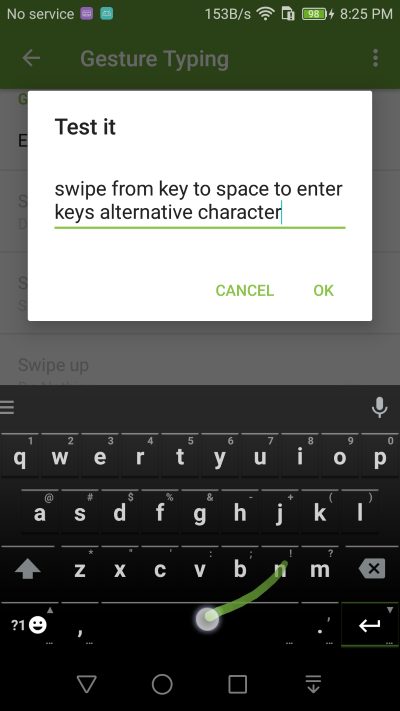 No service 153B/s 98 8:25 PM
Gesture Typing
G
E
Test it
swipe from key to space to enter
keys alternative character
CANCEL OK
S
D
S
S
Swipe up
1 2 3 4 5 6 7 8 9 0
q w e r t y u i o p
@ # $ % & - + ( )
a s d f g h j k l
* " ' : ; ! ?
z x c v b n m
?1 , . ,